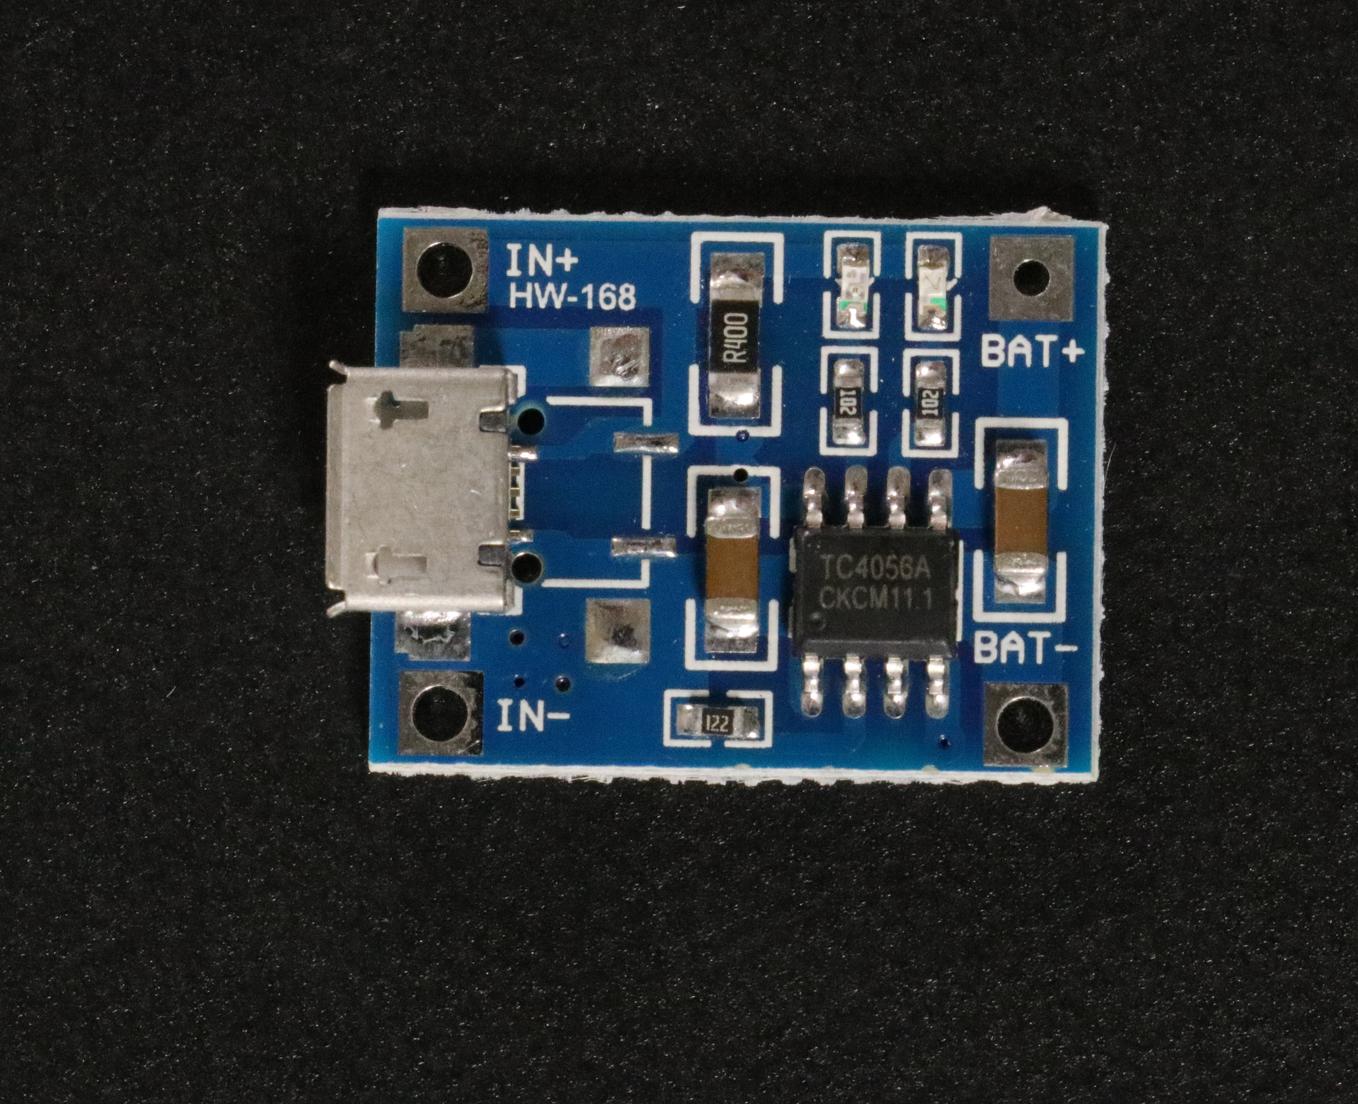 IN+
HW-168
R400
BAT+
102
102
TC4056A
CKCM11.1
BAT-
IN-
122